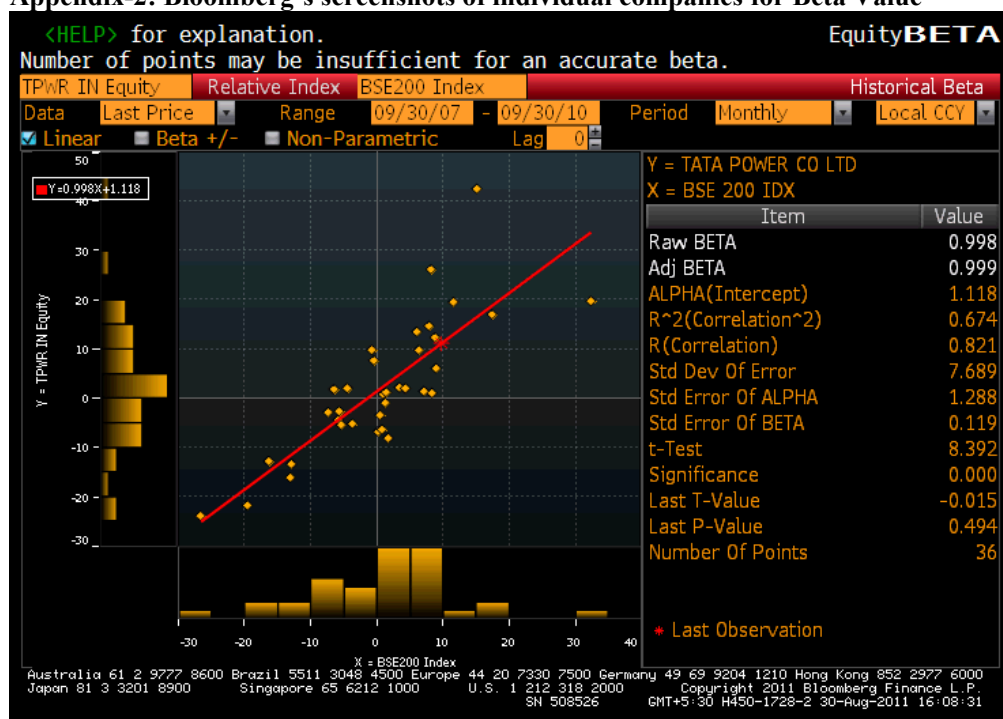 Appendix-2: Bloomberg's screenshots of individual companies for Beta Value
<HELP> for explanation. EquityBETA
Number of points may be insufficient for an accurate beta.
TPWR IN Equity Relative Index BSE200 Index Historical Beta
Data Last Price Range 09/30/07 - 09/30/10 Period Monthly Local CCY
Linear Beta +/- Non-Parametric Lag 0
Y = TATA POWER CO LTD
X = BSE 200 IDX
Item Value
Raw BETA 0.998
Adj BETA 0.999
ALPHA(Intercept) 1.118
R^2(Correlation^2) 0.674
R(Correlation) 0.821
Std Dev Of Error 7.689
Std Error Of ALPHA 1.288
Std Error Of BETA 0.119
t-Test 8.392
Significance 0.000
Last T-Value -0.015
Last P-Value 0.494
Number Of Points 36
* Last Observation
Y=0.998X+1.118
Y = TPWR IN Equity
50
40
30
20
10
0
-10
-20
-30
-30 -20 -10 0 10 20 30 40
X = BSE200 Index
Australia 61 2 9777 8600 Brazil 5511 3048 4500 Europe 44 20 7330 7500 Germany 49 69 9204 1210 Hong Kong 852 2977 6000
Japan 81 3 3201 8900 Singapore 65 6212 1000 U.S. 1 212 318 2000 Copyright 2011 Bloomberg Finance L.P.
SN 508526 GMT+5:30 H450-1728-2 30-Aug-2011 16:08:31